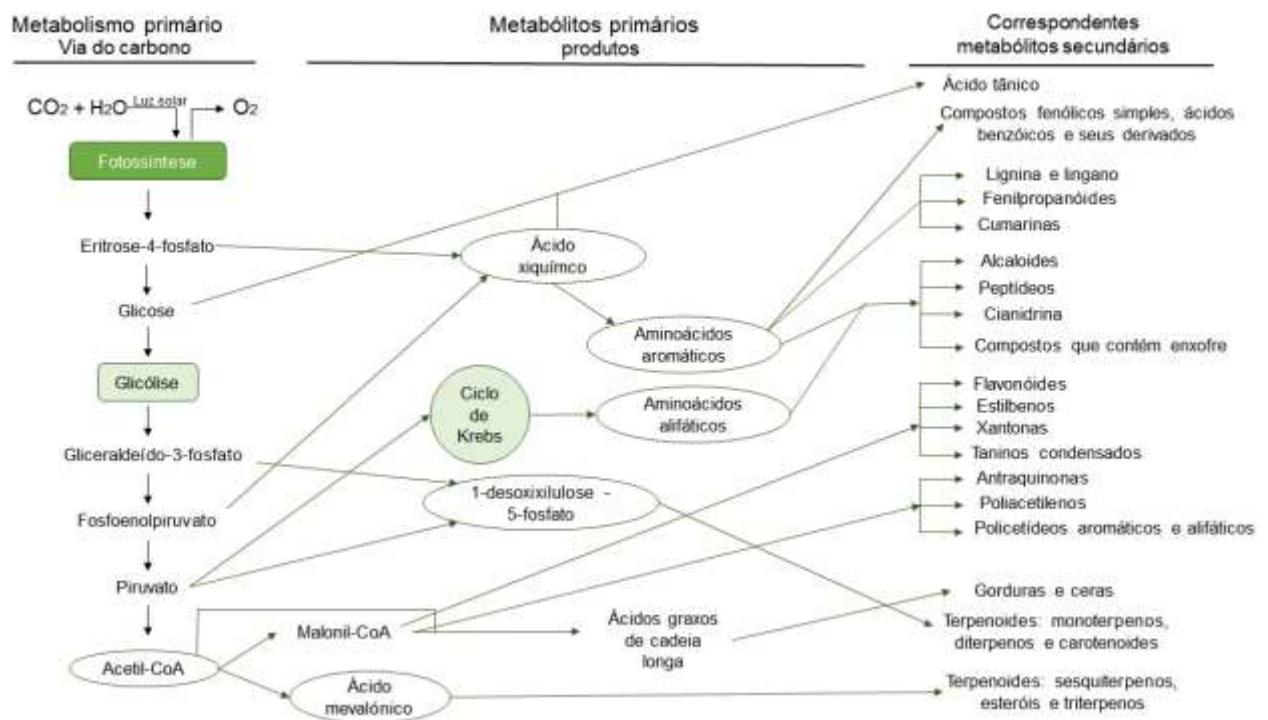 Metabolismo primário
Via do carbono
Metabólitos primários
produtos
Correspondentes
metabólitos secundários
CO2 + H2O
Luz solar
O2
Fotossíntese
Eritrose-4-fosfato
Glicose
Glicólise
Gliceraldeído-3-fosfato
Fosfoenolpiruvato
Piruvato
Acetil-CoA
Ácido
xiquímco
Aminoácidos
aromáticos
Ciclo
de
Krebs
Aminoácidos
alifáticos
1-desoxixilulose -
5-fosfato
Malonil-CoA
Ácidos graxos
de cadeia
longa
Ácido
mevalónico
Ácido tânico
Compostos fenólicos simples, ácidos
benzóicos e seus derivados
Lignina e lingano
Fenilpropanóides
Cumarinas
Alcaloides
Peptídeos
Cianidrina
Compostos que contém enxofre
Flavonóides
Estilbenos
Xantonas
Taninos condensados
Antraquinonas
Poliacetilenos
Policetídeos aromáticos e alifáticos
Gorduras e ceras
Terpenoides: monoterpenos,
diterpenos e carotenoides
Terpenoides: sesquiterpenos,
esteróis e triterpenos